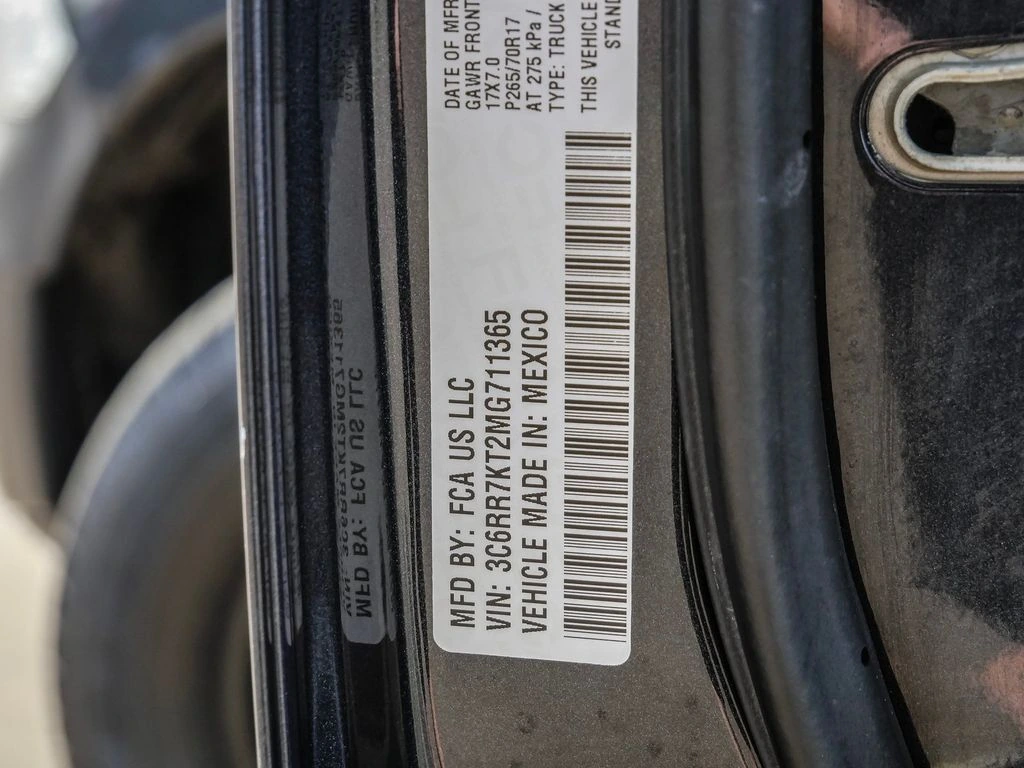 MFD BY: FCA US LLC
VIN: 3C6RR7KT2MG711365
VEHICLE MADE IN: MEXICO
DATE OF MFR
GAWR FRONT
17X7.0
P265/70R17
AT 275 kPa /
TYPE: TRUCK
THIS VEHICLE
STAND